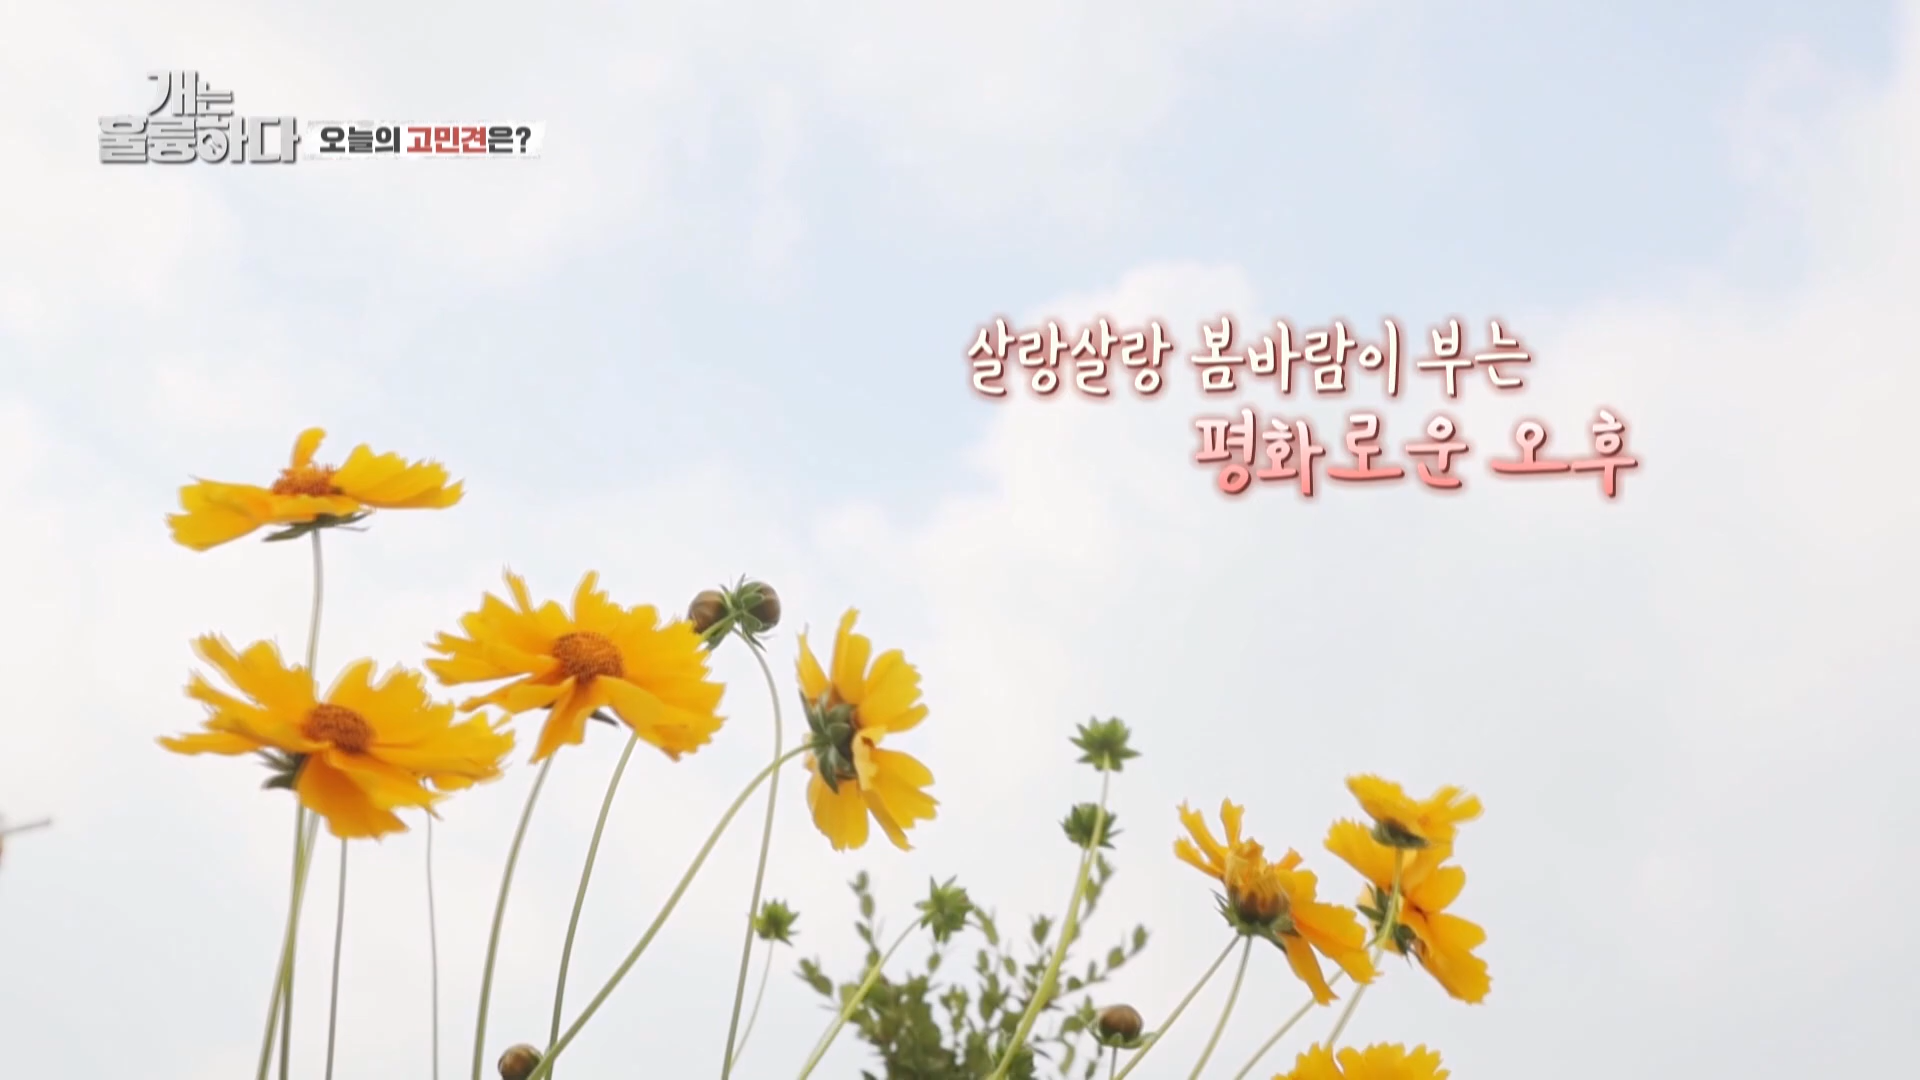 개는
훌륭하다
오늘의 고민견은?
살랑살랑 봄바람이 부는
평화로운 오후